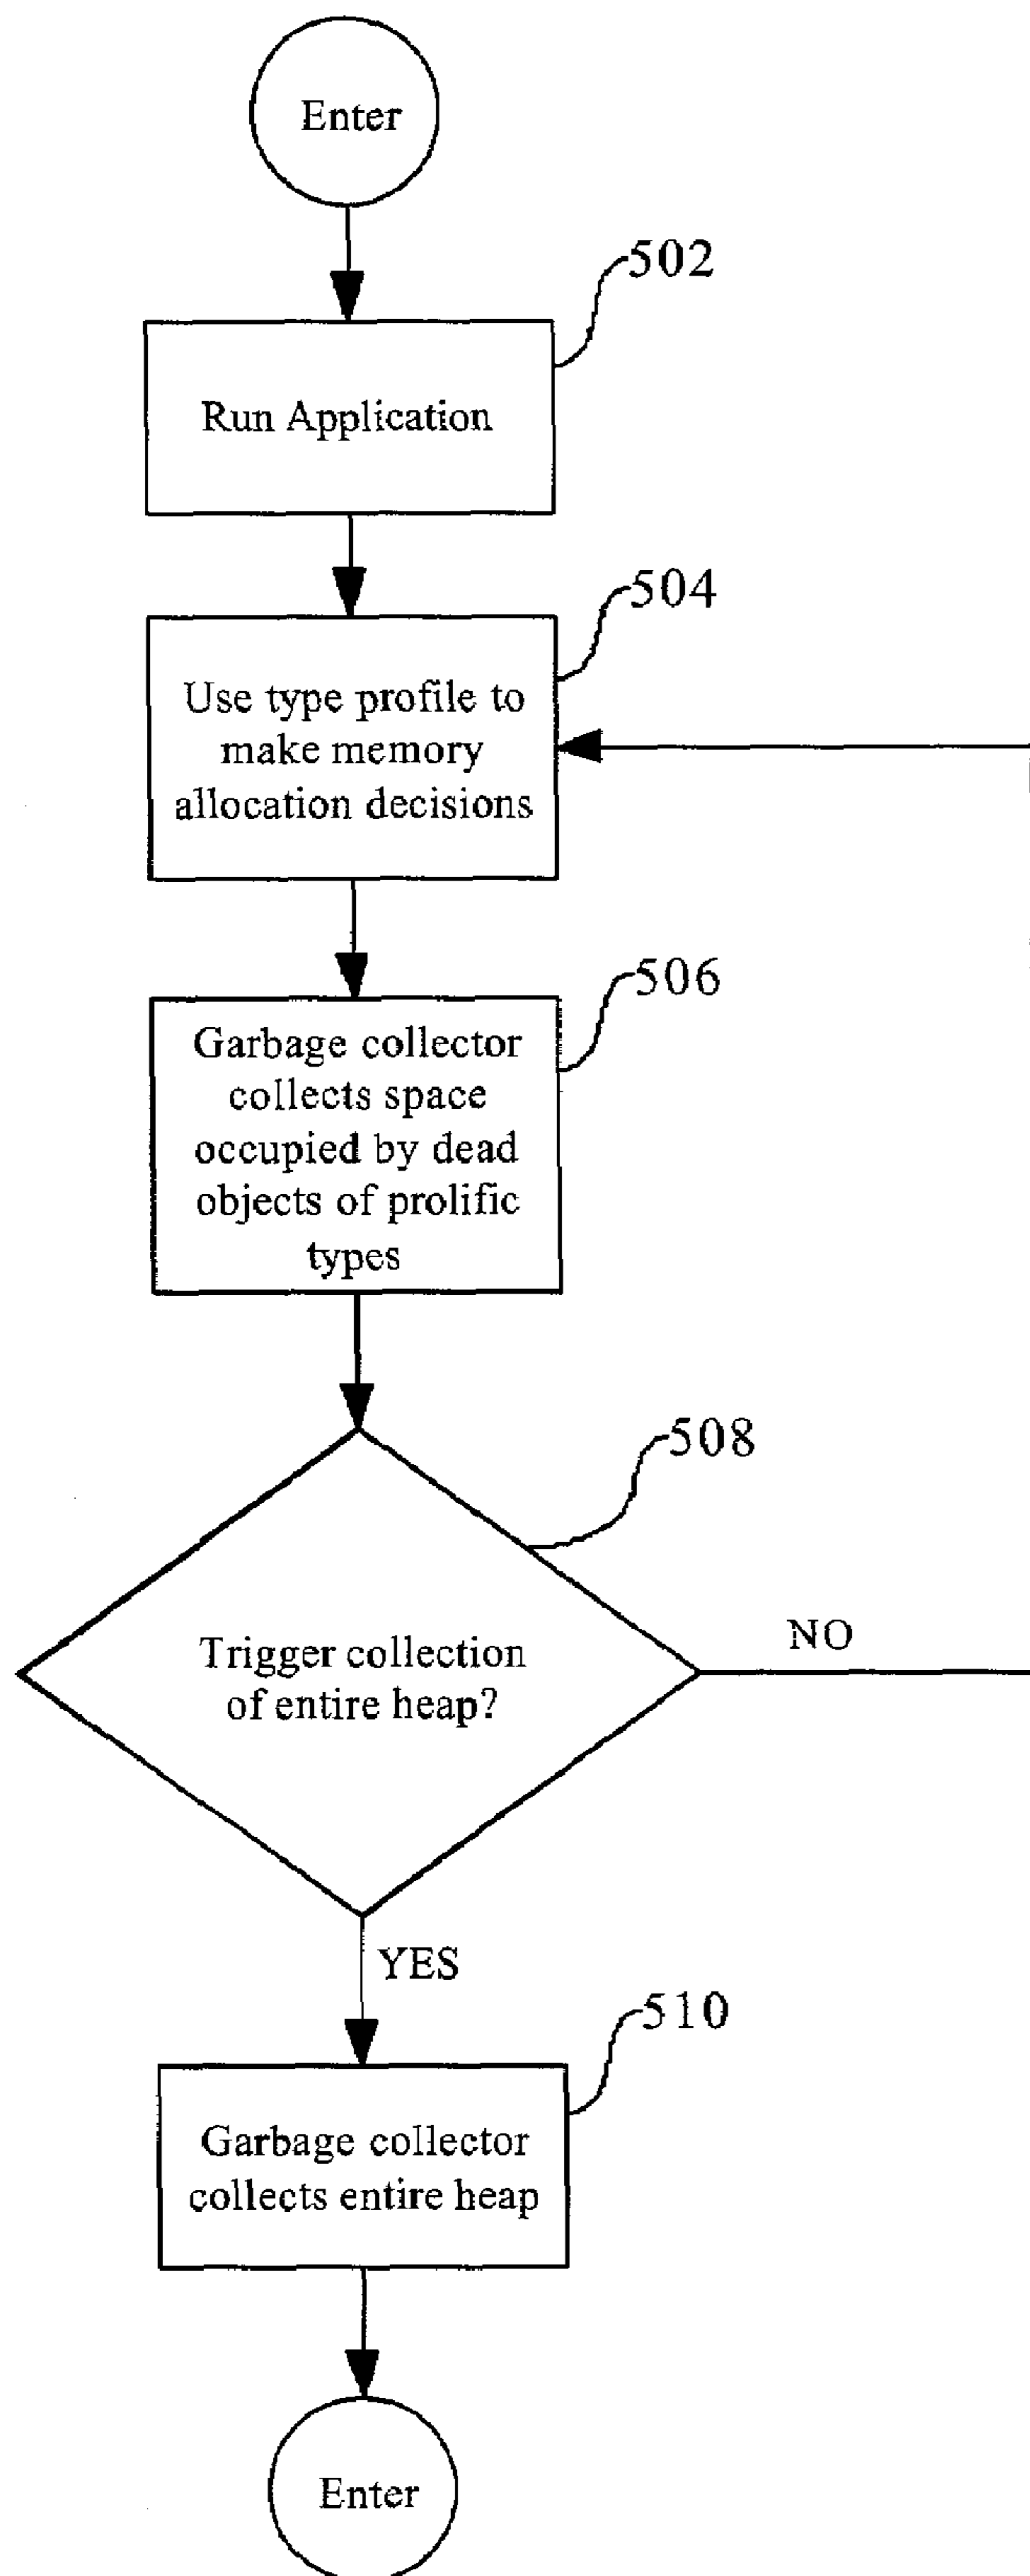 Enter
502
Run Application
504
Use type profile to
make memory
allocation decisions
506
Garbage collector
collects space
occupied by dead
objects of prolific
types
508
Trigger collection
of entire heap?
NO
YES
510
Garbage collector
collects entire heap
Enter